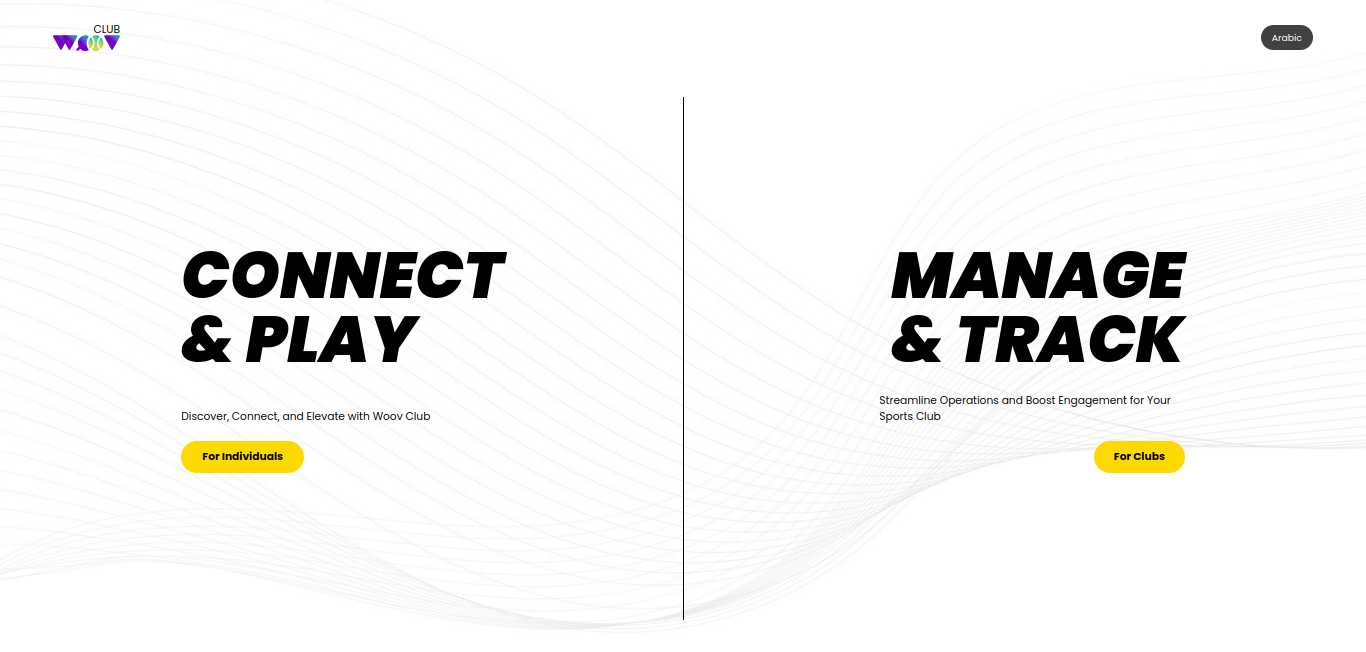 CLUB
WOOV
Arabic
CONNECT
& PLAY
Discover, Connect, and Elevate with Woov Club
For Individuals
MANAGE
& TRACK
Streamline Operations and Boost Engagement for Your
Sports Club
For Clubs